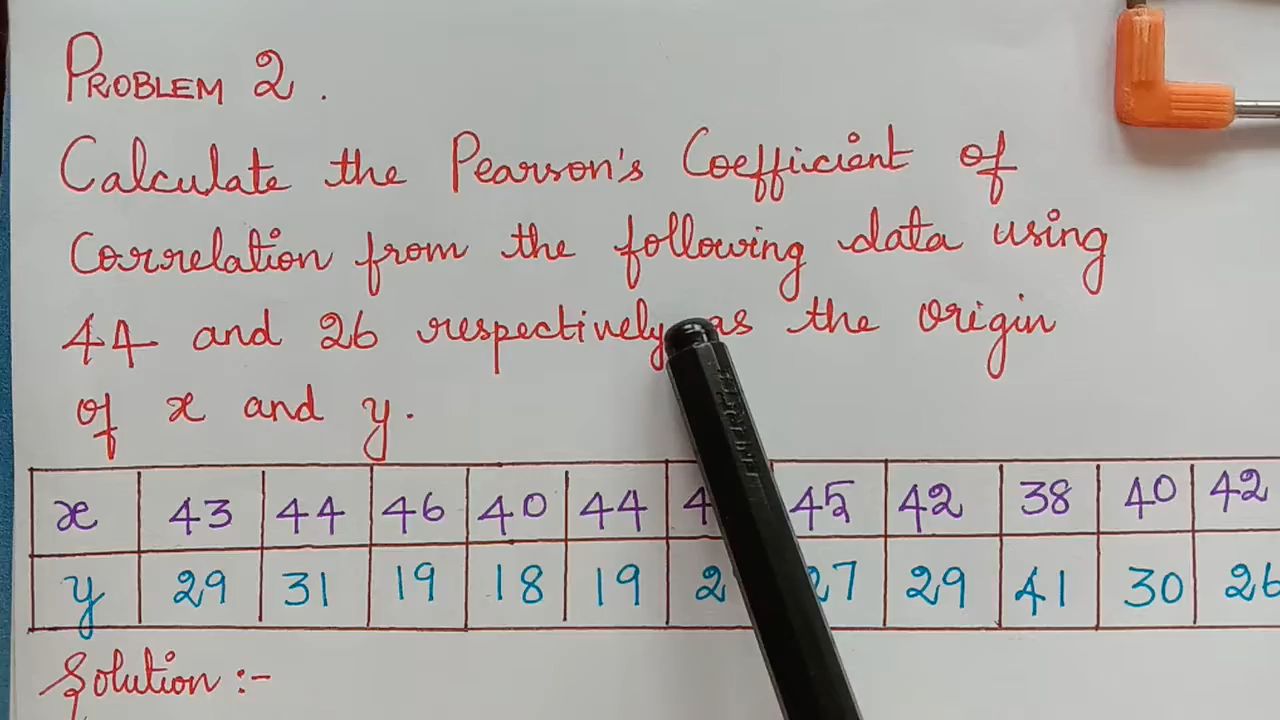 PROBLEM 2.
Calculate the Pearson's Coefficient of
Correlation from the following data using
44 and 26 respectively as the origin
of x and y.
x 43 44 46 40 44 45 42 38 40 42
y 29 31 19 18 19 27 29 41 30 26
Solution :-